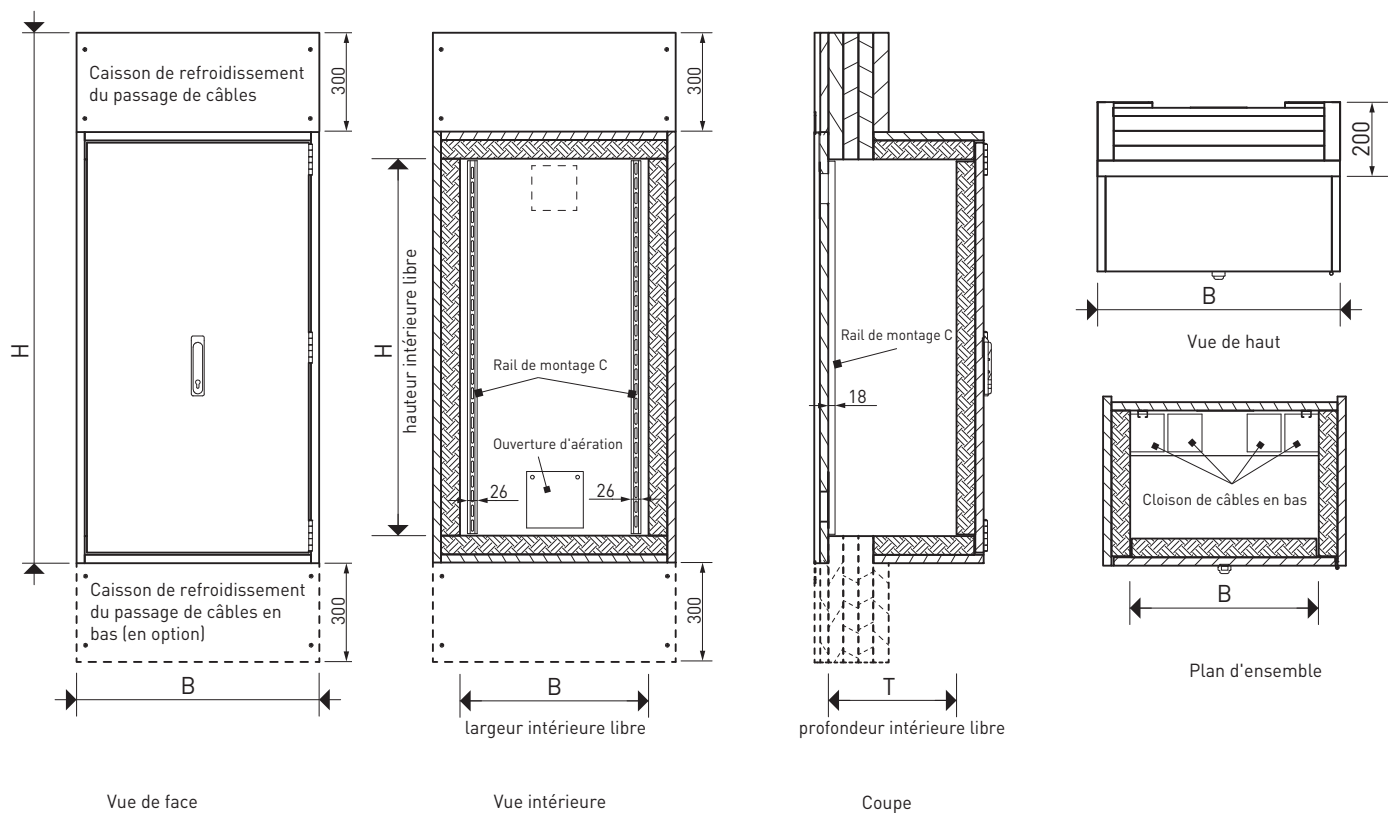 Caisson de refroidissement
du passage de câbles
300
H
Caisson de refroidissement
du passage de câbles en
bas (en option)
300
B
Vue de face
300
H
hauteur intérieure libre
Rail de montage C
Ouverture d'aération
26
26
300
B
largeur intérieure libre
Vue intérieure
Rail de montage C
18
T
profondeur intérieure libre
Coupe
200
B
Vue de haut
Cloison de câbles en bas
B
Plan d'ensemble